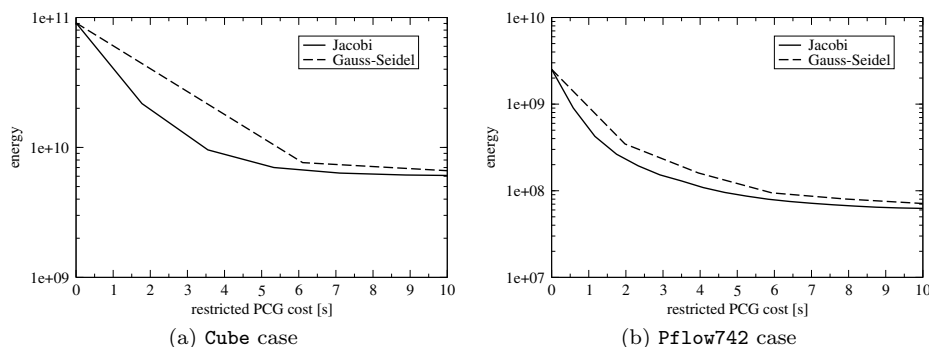 1e+11
1e+10
1e+09
energy
0 1 2 3 4 5 6 7 8 9 10
restricted PCG cost [s]
Jacobi
Gauss-Seidel
(a) Cube case
1e+10
1e+09
1e+08
1e+07
energy
0 1 2 3 4 5 6 7 8 9 10
restricted PCG cost [s]
Jacobi
Gauss-Seidel
(b) Pflow742 case